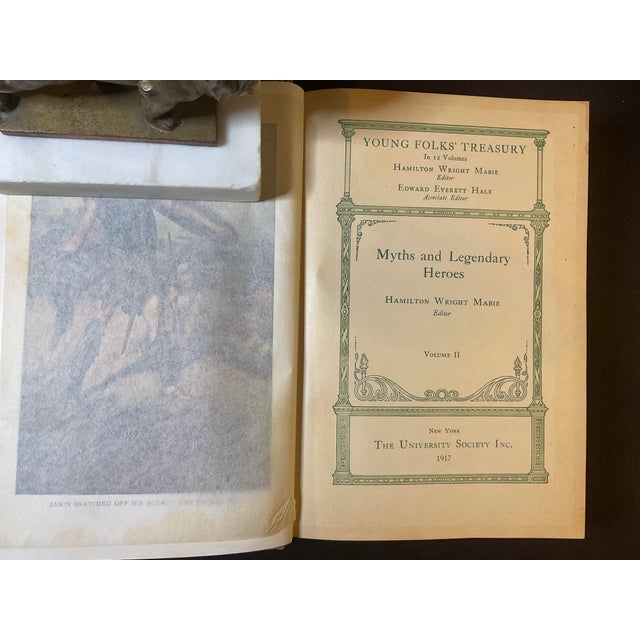 JASON SNATCHED OFF HIS HELMET
YOUNG FOLKS' TREASURY
In 12 Volumes
HAMILTON WRIGHT MABIE
Editor
EDWARD EVERETT HALE
Associate Editor
Myths and Legendary
Heroes
HAMILTON WRIGHT MABIE
Editor
VOLUME II
NEW YORK
THE UNIVERSITY SOCIETY INC.
1917